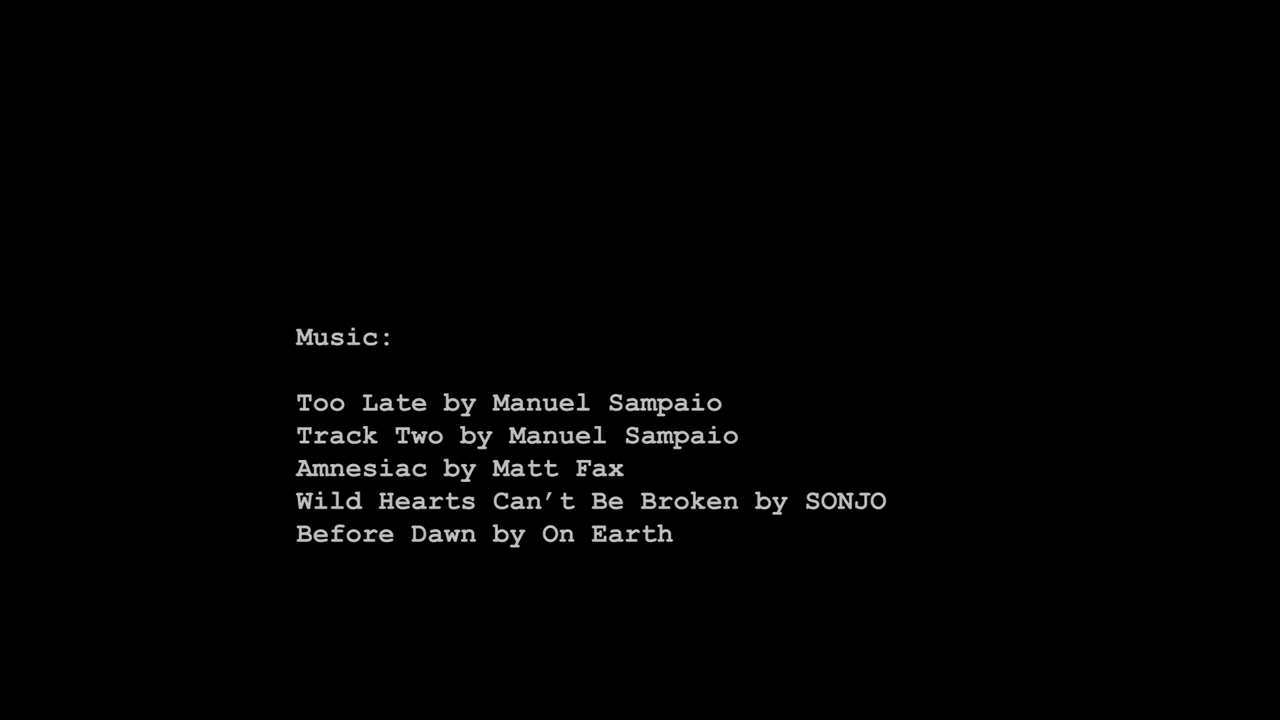 Music:
Too Late by Manuel Sampaio
Track Two by Manuel Sampaio
Amnesiac by Matt Fax
Wild Hearts Can’t Be Broken by SONJO
Before Dawn by On Earth